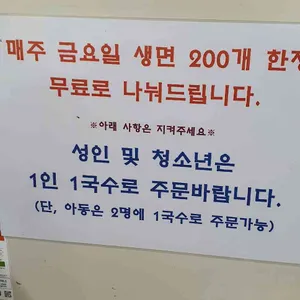 매주 금요일 생면 200개 한정
무료로 나눠드립니다.
※아래 사항은 지켜주세요※
성인 및 청소년은
1인 1국수로 주문바랍니다.
(단, 아동은 2명에 1국수로 주문가능)